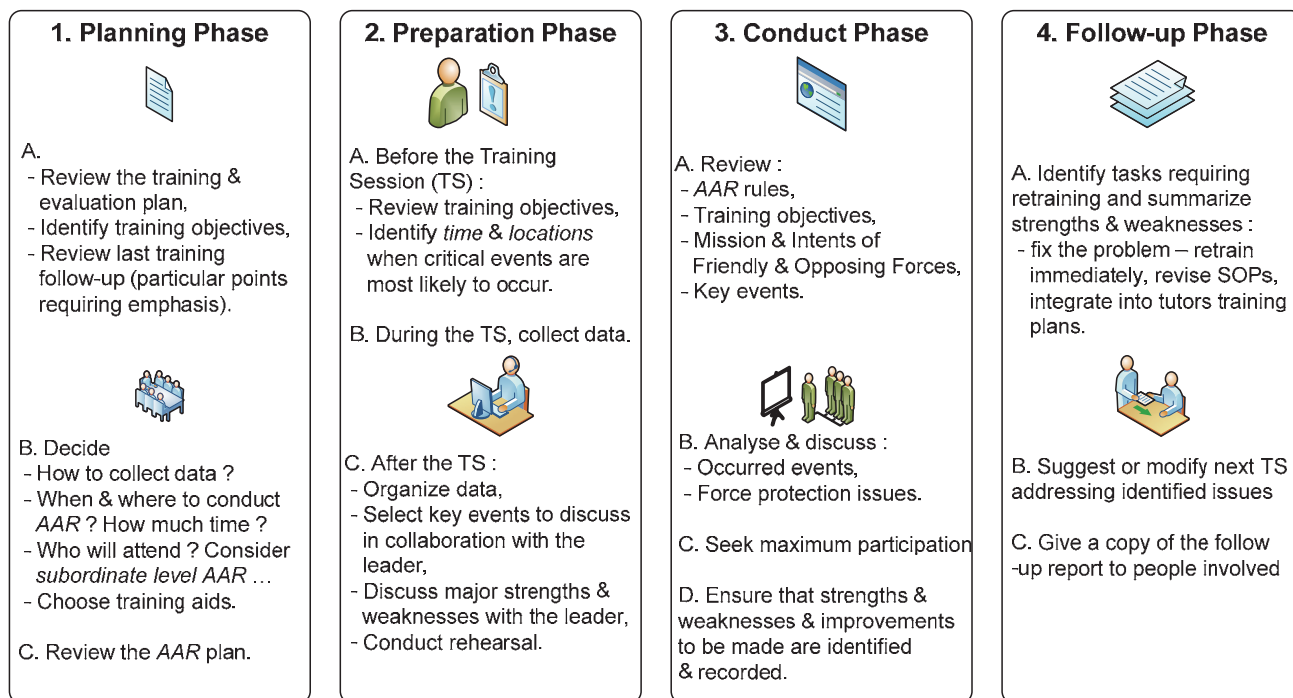 1. Planning Phase
A.
- Review the training &
evaluation plan,
- Identify training objectives,
- Review last training
follow-up (particular points
requiring emphasis).
B. Decide
- How to collect data ?
- When & where to conduct
AAR ? How much time ?
- Who will attend ? Consider
subordinate level AAR ...
- Choose training aids.
C. Review the AAR plan.
2. Preparation Phase
A. Before the Training
Session (TS) :
- Review training objectives,
- Identify time & locations
when critical events are
most likely to occur.
B. During the TS, collect data.
C. After the TS :
- Organize data,
- Select key events to discuss
in collaboration with the
leader,
- Discuss major strengths &
weaknesses with the leader,
- Conduct rehearsal.
3. Conduct Phase
A. Review :
- AAR rules,
- Training objectives,
- Mission & Intents of
Friendly & Opposing Forces,
- Key events.
B. Analyse & discuss :
- Occurred events,
- Force protection issues.
C. Seek maximum participation
D. Ensure that strengths &
weaknesses & improvements
to be made are identified
& recorded.
4. Follow-up Phase
A. Identify tasks requiring
retraining and summarize
strengths & weaknesses :
- fix the problem – retrain
immediately, revise SOPs,
integrate into tutors training
plans.
B. Suggest or modify next TS
addressing identified issues
C. Give a copy of the follow
-up report to people involved